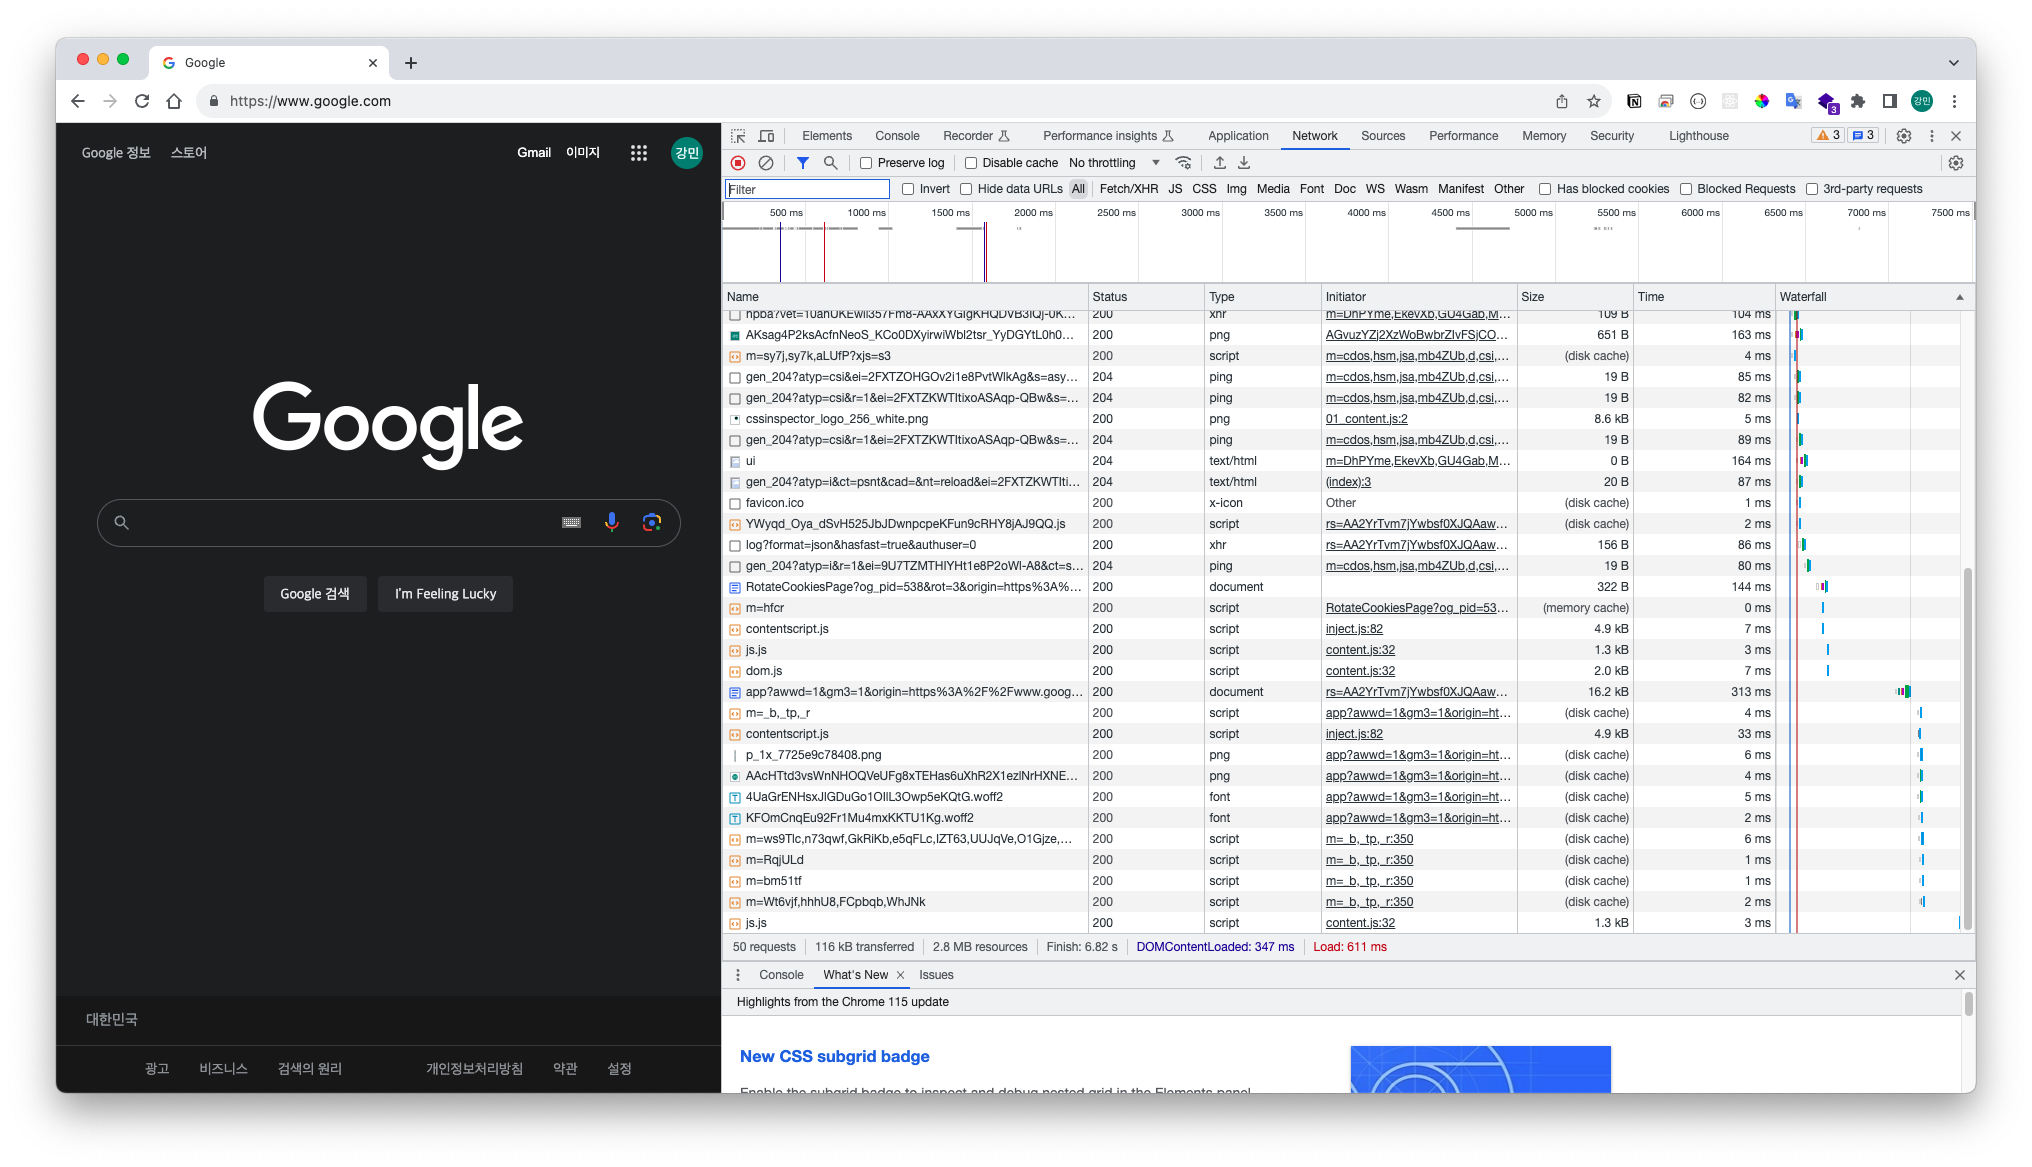 Google
https://www.google.com
3
강민
Google 정보 스토어 Gmail 이미지 강민
Google
Google 검색 I'm Feeling Lucky
대한민국
광고 비즈니스 검색의 원리 개인정보처리방침 약관 설정
Elements Console Recorder Performance insights Application Network Sources Performance Memory Security Lighthouse 3 3
Preserve log Disable cache No throttling
Filter Invert Hide data URLs All Fetch/XHR JS CSS Img Media Font Doc WS Wasm Manifest Other Has blocked cookies Blocked Requests 3rd-party requests
500 ms 1000 ms 1500 ms 2000 ms 2500 ms 3000 ms 3500 ms 4000 ms 4500 ms 5000 ms 5500 ms 6000 ms 6500 ms 7000 ms 7500 ms
Name Status Type Initiator Size Time Waterfall
200 xhr 109 B 104 ms
200 png 651 B 163 ms
m=sy7j,sy7k,aLUfP?xjs=s3 200 script m=cdos,hsm,jsa,mb4ZUb,d,csi,... (disk cache) 4 ms
gen_204?atyp=csi&ei=2FXTZOHGOv2i1e8PvtWlkAg&s=asy... 204 ping m=cdos,hsm,jsa,mb4ZUb,d,csi,... 19 B 85 ms
gen_204?atyp=csi&r=1&ei=2FXTZKWTItixoASAqp-QBw&s=... 204 ping m=cdos,hsm,jsa,mb4ZUb,d,csi,... 19 B 82 ms
cssinspector_logo_256_white.png 200 png 01_content.js:2 8.6 kB 5 ms
gen_204?atyp=csi&r=1&ei=2FXTZKWTItixoASAqp-QBw&s=... 204 ping m=cdos,hsm,jsa,mb4ZUb,d,csi,... 19 B 89 ms
ui 204 text/html m=DhPYme,EkevXb,GU4Gab,M... 0 B 164 ms
gen_204?atyp=i&ct=psnt&cad=&nt=reload&ei=2FXTZKWTIti... 204 text/html (index):3 20 B 87 ms
favicon.ico 200 x-icon Other (disk cache) 1 ms
YWyqd_Oya_dSvH525JbJDwnpcpeKFun9cRHY8jAJ9QQ.js 200 script rs=AA2YrTvm7jYwbsf0XJQAaw... (disk cache) 2 ms
log?format=json&hasfast=true&authuser=0 200 xhr rs=AA2YrTvm7jYwbsf0XJQAaw... 156 B 86 ms
gen_204?atyp=i&r=1&ei=9U7TZMTHIYHt1e8P2oWI-A8&ct=s... 204 ping m=cdos,hsm,jsa,mb4ZUb,d,csi,... 19 B 80 ms
RotateCookiesPage?og_pid=538&rot=3&origin=https%3A%... 200 document 322 B 144 ms
m=hfcr 200 script RotateCookiesPage?og_pid=53... (memory cache) 0 ms
contentscript.js 200 script inject.js:82 4.9 kB 7 ms
js.js 200 script content.js:32 1.3 kB 3 ms
dom.js 200 script content.js:32 2.0 kB 7 ms
app?awwd=1&gm3=1&origin=https%3A%2F%2Fwww.goog... 200 document rs=AA2YrTvm7jYwbsf0XJQAaw... 16.2 kB 313 ms
m=_b,_tp,_r 200 script app?awwd=1&gm3=1&origin=ht... (disk cache) 4 ms
contentscript.js 200 script inject.js:82 4.9 kB 33 ms
p_1x_7725e9c78408.png 200 png app?awwd=1&gm3=1&origin=ht... (disk cache) 6 ms
AAcHTtd3vsWnNHOQVeUFg8xTEHas6uXhR2X1ezlNrHXNE... 200 png app?awwd=1&gm3=1&origin=ht... (disk cache) 4 ms
4UaGrENHsxJlGDuGo1OIlL3Owp5eKQtG.woff2 200 font app?awwd=1&gm3=1&origin=ht... (disk cache) 5 ms
KFOmCnqEu92Fr1Mu4mxKKTU1Kg.woff2 200 font app?awwd=1&gm3=1&origin=ht... (disk cache) 2 ms
m=ws9Tlc,n73qwf,GkRiKb,e5qFLc,IZT63,UUJqVe,O1Gjze,... 200 script m=_b,_tp,_r:350 (disk cache) 6 ms
m=RqjULd 200 script m=_b,_tp,_r:350 (disk cache) 1 ms
m=bm51tf 200 script m=_b,_tp,_r:350 (disk cache) 1 ms
m=Wt6vjf,hhhU8,FCpbqb,WhJNk 200 script m=_b,_tp,_r:350 (disk cache) 2 ms
js.js 200 script content.js:32 1.3 kB 3 ms
50 requests 116 kB transferred 2.8 MB resources Finish: 6.82 s DOMContentLoaded: 347 ms Load: 611 ms
Console What's New Issues
Highlights from the Chrome 115 update
New CSS subgrid badge
Enable the subgrid badge to inspect and debug nested grid in the Elements panel